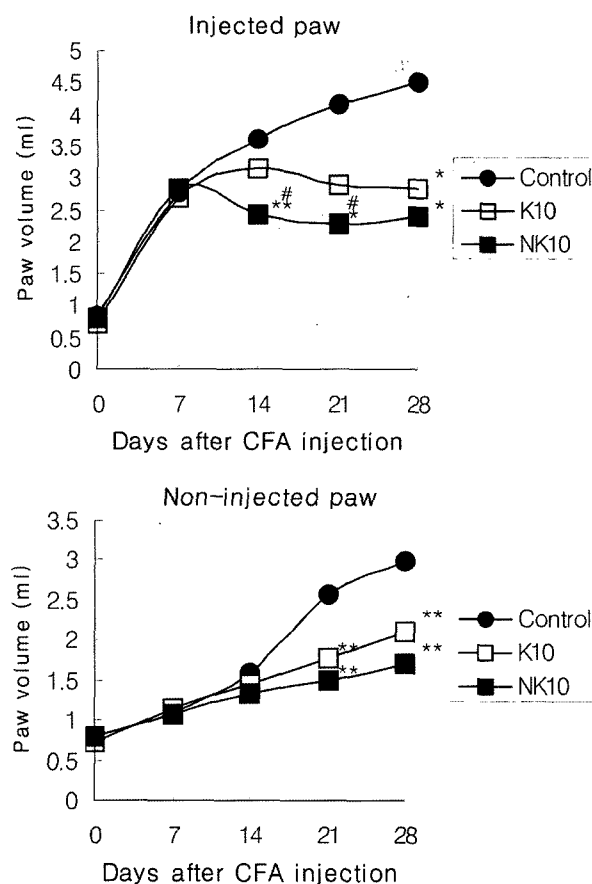 Injected paw
5
4.5
4
3.5
3
2.5
2
1.5
1
0.5
0
Paw volume (ml)
#
**
#
*
*
*
0 7 14 21 28
Days after CFA injection
Control
K10
NK10
Non-injected paw
3.5
3
2.5
2
1.5
1
0.5
0
Paw volume (ml)
**
**
**
**
0 7 14 21 28
Days after CFA injection
Control
K10
NK10